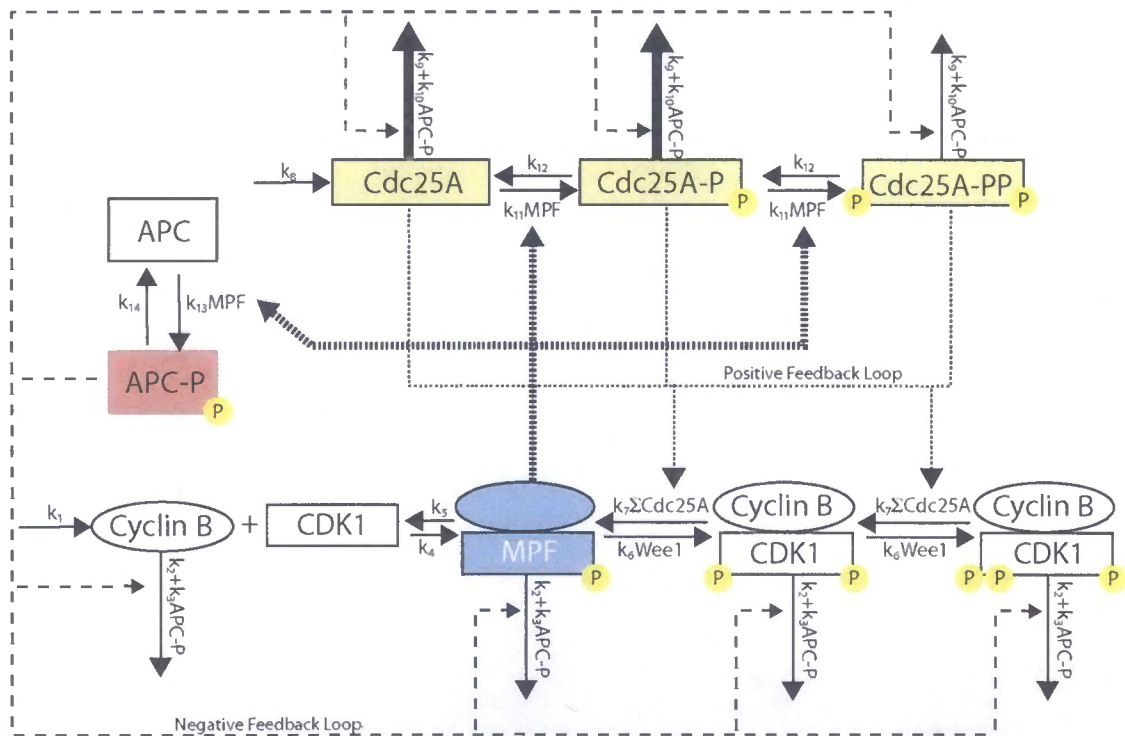 k₉+k₁₀APC-P
k₉+k₁₀APC-P
k₉+k₁₀APC-P
k₈
Cdc25A
k₁₂
k₁₁MPF
Cdc25A-P
P
k₁₂
k₁₁MPF
Cdc25A-PP
P
P
APC
k₁₄
k₁₃MPF
APC-P
P
Positive Feedback Loop
k₁
Cyclin B
+
CDK1
k₅
k₄
MPF
P
k₇ΣCdc25A
k₆Wee1
Cyclin B
CDK1
P
P
k₇ΣCdc25A
k₆Wee1
Cyclin B
CDK1
P
P
P
k₂+k₃APC-P
k₂+k₃APC-P
k₂+k₃APC-P
k₂+k₃APC-P
Negative Feedback Loop